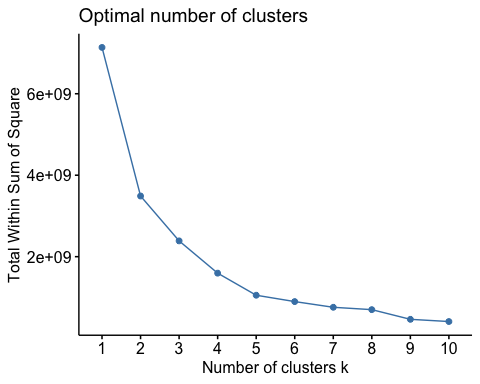 Optimal number of clusters
Total Within Sum of Square
6e+09
4e+09
2e+09
1 2 3 4 5 6 7 8 9 10
Number of clusters k